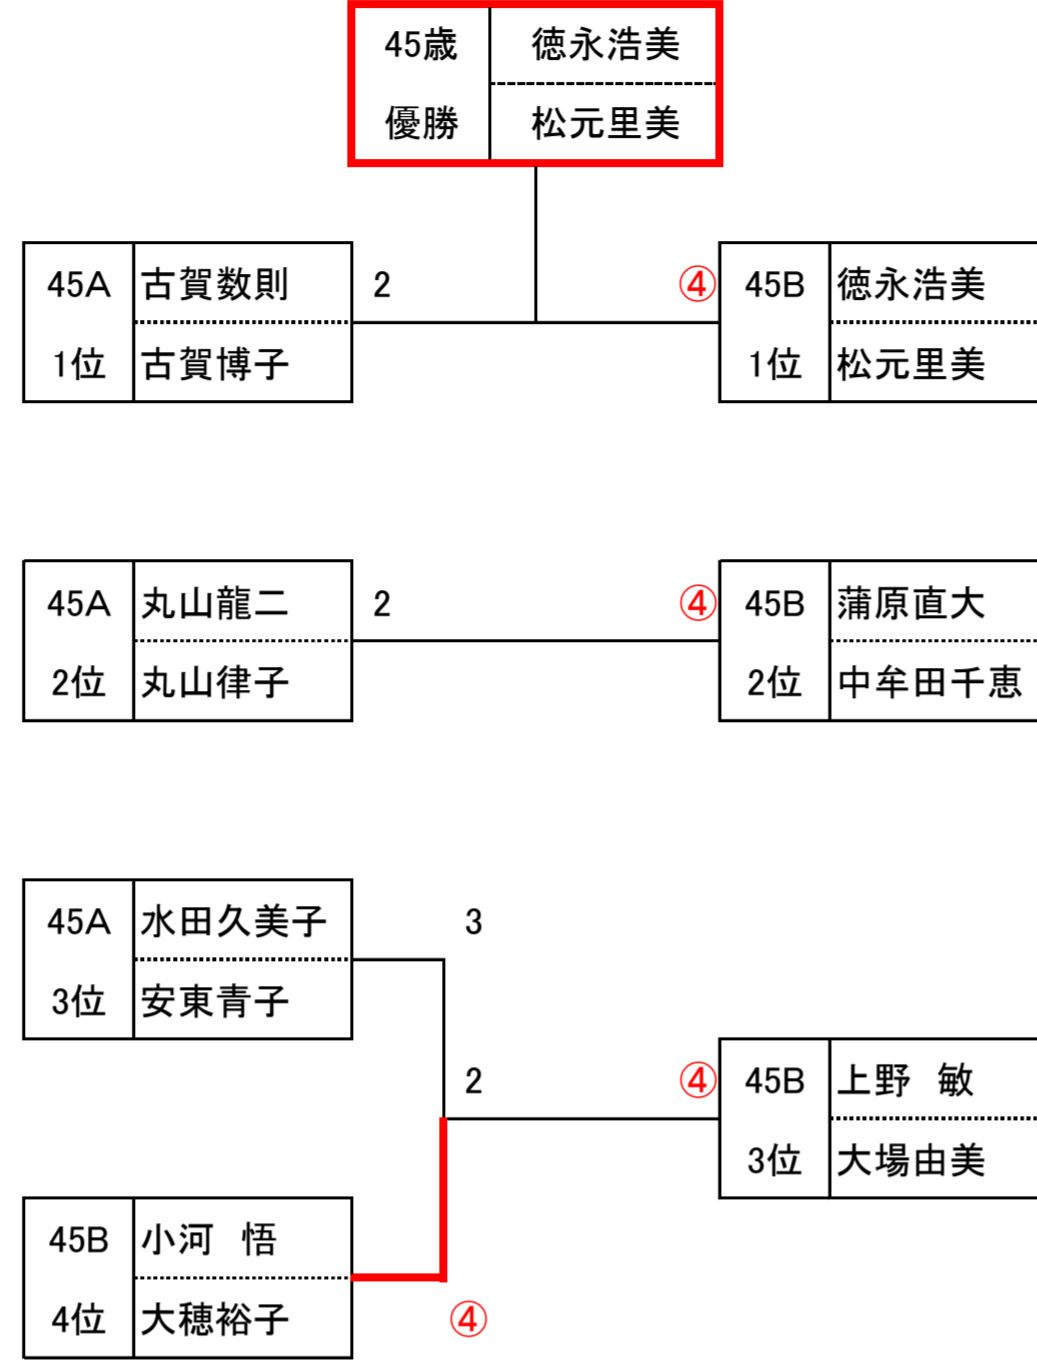 45歳 徳永浩美
優勝 松元里美
45A 古賀数則 2 ④ 45B 徳永浩美
1位 古賀博子 1位 松元里美
45A 丸山龍二 2 ④ 45B 蒲原直大
2位 丸山律子 2位 中牟田千恵
45A 水田久美子 3
3位 安東青子
2 ④ 45B 上野 敏
3位 大場由美
45B 小河 悟
4位 大穂裕子 ④